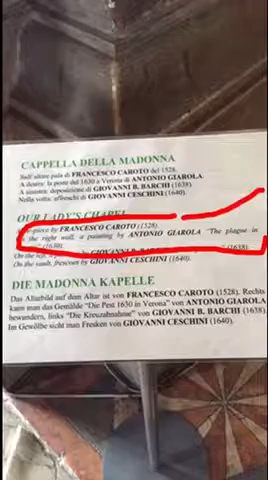 CAPPELLA DELLA MADONNA
Sull'altare pala di FRANCESCO CAROTO del 1528.
A destra: la peste del 1630 a Verona di ANTONIO GIAROLA
A sinistra: deposizione di GIOVANNI B. BARCHI (1638).
Nella volta: affreschi di GIOVANNI CESCHINI (1640).
OUR LADY'S CHAPEL
by FRANCESCO CAROTO (1528).
the right wall, a painting by ANTONIO GIAROLA "The plague in
(1630).
On the GIOVANNI B. BARCHI (1638).
On the vault, frescoes by GIOVANNI CESCHINI (1640).
DIE MADONNA KAPELLE
Das Altarbild auf dem Altar ist von FRANCESCO CAROTO (1528). Rechts
kann man das Gemälde "Die Pest 1630 in Verona" von ANTONIO GIAROLA
bewundern, links "Die Kreuzabnahme" von GIOVANNI B. BARCHI (1638).
Im Gewölbe sieht man Fresken von GIOVANNI CESCHINI (1640).